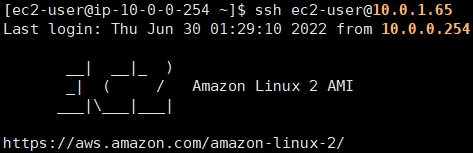 [ec2-user@ip-10-0-0-254 ~]$ ssh ec2-user@10.0.1.65
Last login: Thu Jun 30 01:29:10 2022 from 10.0.0.254

       __|  __|_  )
       _|  (     /   Amazon Linux 2 AMI
      ___|\___|___|

https://aws.amazon.com/amazon-linux-2/